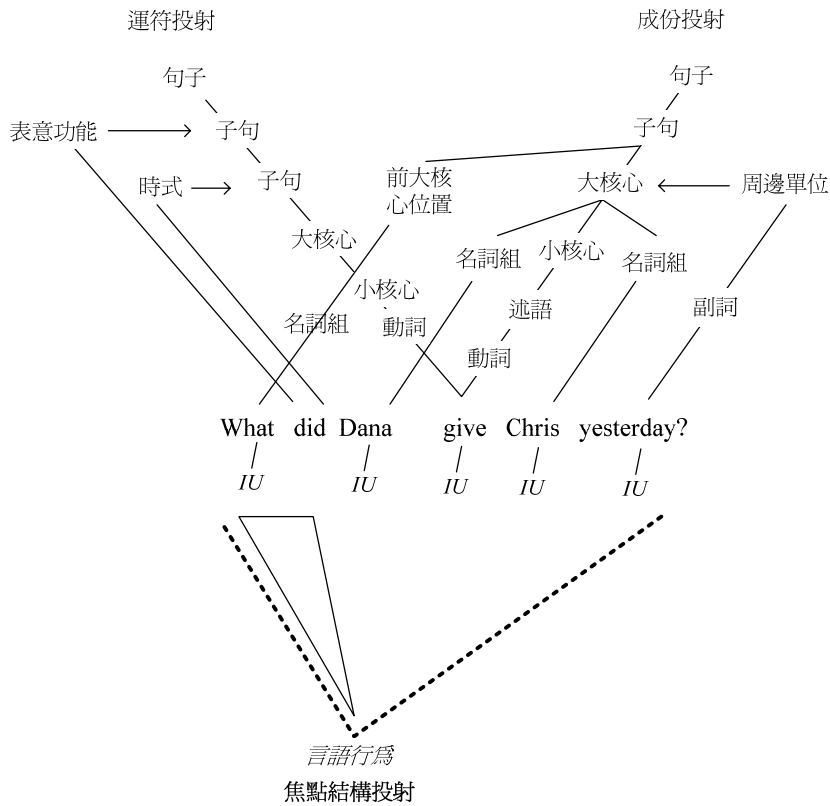 運符投射
成份投射
句子
句子
表意功能
子句
子句
時式
子句
前大核
心位置
大核心
周邊單位
大核心
名詞組
小核心
名詞組
小核心
名詞組
動詞
述語
副詞
動詞
What did Dana give Chris yesterday?
IU IU IU IU IU
言語行爲
焦點結構投射